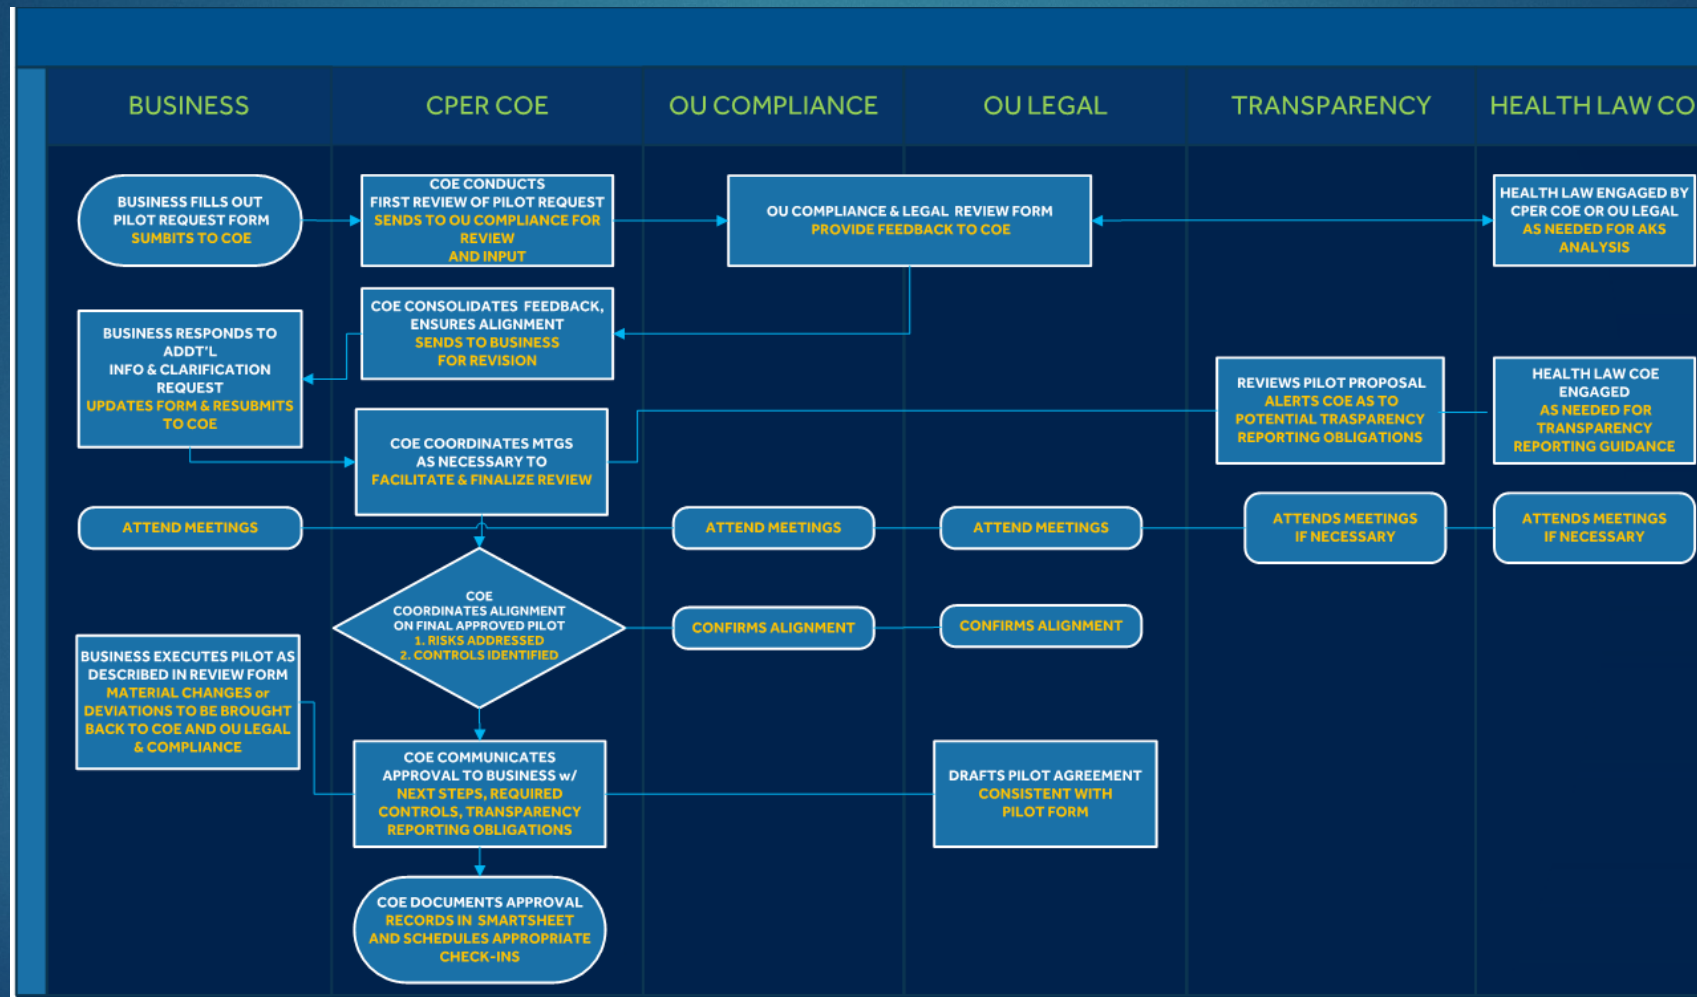 BUSINESS
CPER COE
OU COMPLIANCE
OU LEGAL
TRANSPARENCY
HEALTH LAW CO
BUSINESS FILLS OUT
PILOT REQUEST FORM
SUMBITS TO COE
COE CONDUCTS
FIRST REVIEW OF PILOT REQUEST
SENDS TO OU COMPLIANCE FOR
REVIEW
AND INPUT
OU COMPLIANCE & LEGAL REVIEW FORM
PROVIDE FEEDBACK TO COE
HEALTH LAW ENGAGED BY
CPER COE OR OU LEGAL
AS NEEDED FOR AKS
ANALYSIS
COE CONSOLIDATES FEEDBACK,
ENSURES ALIGNMENT
SENDS TO BUSINESS
FOR REVISION
BUSINESS RESPONDS TO
ADDT'L
INFO & CLARIFICATION
REQUEST
UPDATES FORM & RESUBMITS
TO COE
REVIEWS PILOT PROPOSAL
ALERTS COE AS TO
POTENTIAL TRASPARENCY
REPORTING OBLIGATIONS
HEALTH LAW COE
ENGAGED
AS NEEDED FOR
TRANSPARENCY
REPORTING GUIDANCE
COE COORDINATES MTGS
AS NECESSARY TO
FACILITATE & FINALIZE REVIEW
ATTEND MEETINGS
ATTEND MEETINGS
ATTEND MEETINGS
ATTENDS MEETINGS
IF NECESSARY
ATTENDS MEETINGS
IF NECESSARY
COE
COORDINATES ALIGNMENT
ON FINAL APPROVED PILOT
1. RISKS ADDRESSED
2. CONTROLS IDENTIFIED
CONFIRMS ALIGNMENT
CONFIRMS ALIGNMENT
BUSINESS EXECUTES PILOT AS
DESCRIBED IN REVIEW FORM
MATERIAL CHANGES or
DEVIATIONS TO BE BROUGHT
BACK TO COE AND OU LEGAL
& COMPLIANCE
COE COMMUNICATES
APPROVAL TO BUSINESS w/
NEXT STEPS, REQUIRED
CONTROLS, TRANSPARENCY
REPORTING OBLIGATIONS
DRAFTS PILOT AGREEMENT
CONSISTENT WITH
PILOT FORM
COE DOCUMENTS APPROVAL
RECORDS IN SMARTSHEET
AND SCHEDULES APPROPRIATE
CHECK-INS